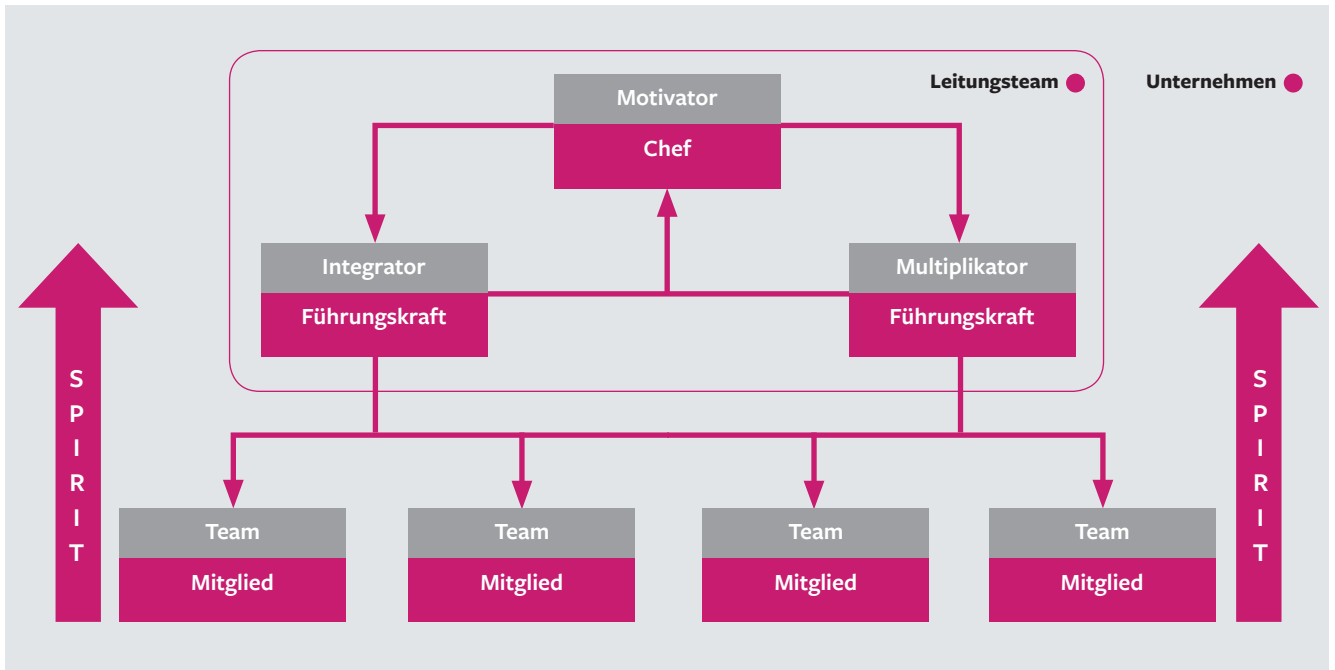 Leitungsteam
Unternehmen
Motivator
Chef
Integrator
Führungskraft
Multiplikator
Führungskraft
SPIRIT
SPIRIT
Team
Mitglied
Team
Mitglied
Team
Mitglied
Team
Mitglied